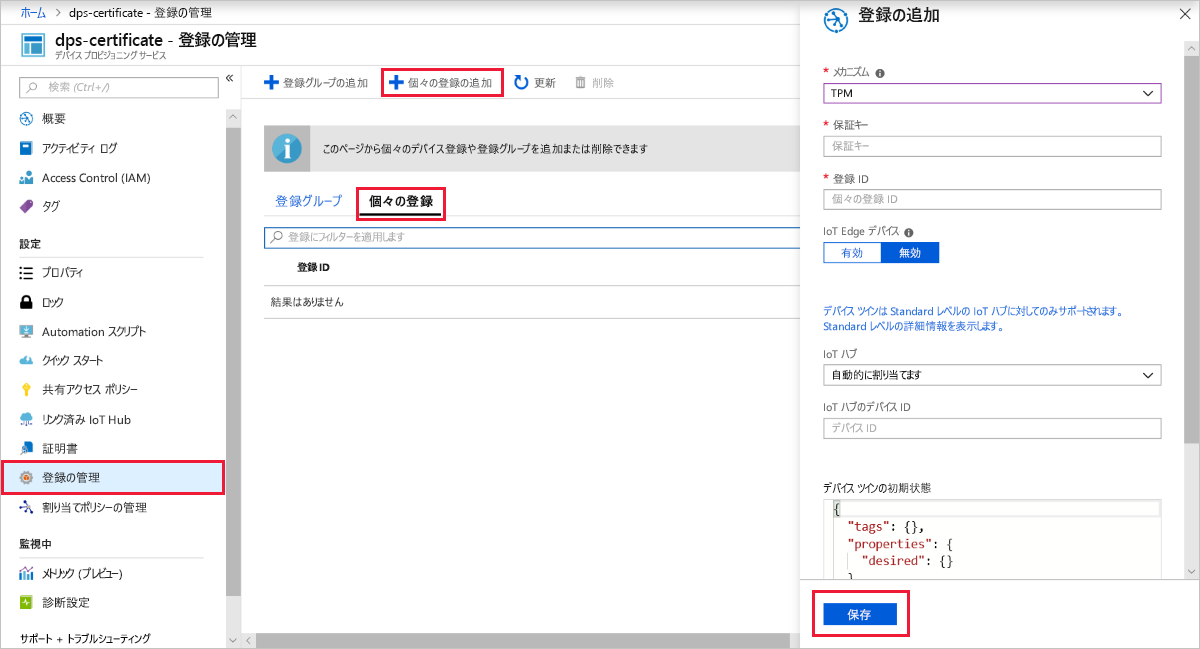 ホーム > dps-certificate - 登録の管理
dps-certificate - 登録の管理
デバイス プロビジョニング サービス
検索 (Ctrl+/)
概要
アクティビティ ログ
Access Control (IAM)
タグ
設定
プロパティ
ロック
Automation スクリプト
クイック スタート
共有アクセス ポリシー
リンク済み IoT Hub
証明書
登録の管理
割り当てポリシーの管理
監視中
メトリック (プレビュー)
診断設定
サポート + トラブルシューティング
登録グループの追加 個々の登録の追加 更新 削除
このページから個々のデバイス登録や登録グループを追加または削除できます
登録グループ 個々の登録
登録にフィルターを適用します
登録 ID
結果はありません
登録の追加
* メカニズム
TPM
* 保証キー
保証キー
* 登録 ID
個々の登録 ID
IoT Edge デバイス
有効 無効
デバイス ツインは Standard レベルの IoT ハブに対してのみサポートされます。
Standard レベルの詳細情報を表示します。
IoT ハブ
自動的に割り当てます
IoT ハブのデバイス ID
デバイス ID
デバイス ツインの初期状態
{
"tags": {},
"properties": {
"desired": {}
}
保存